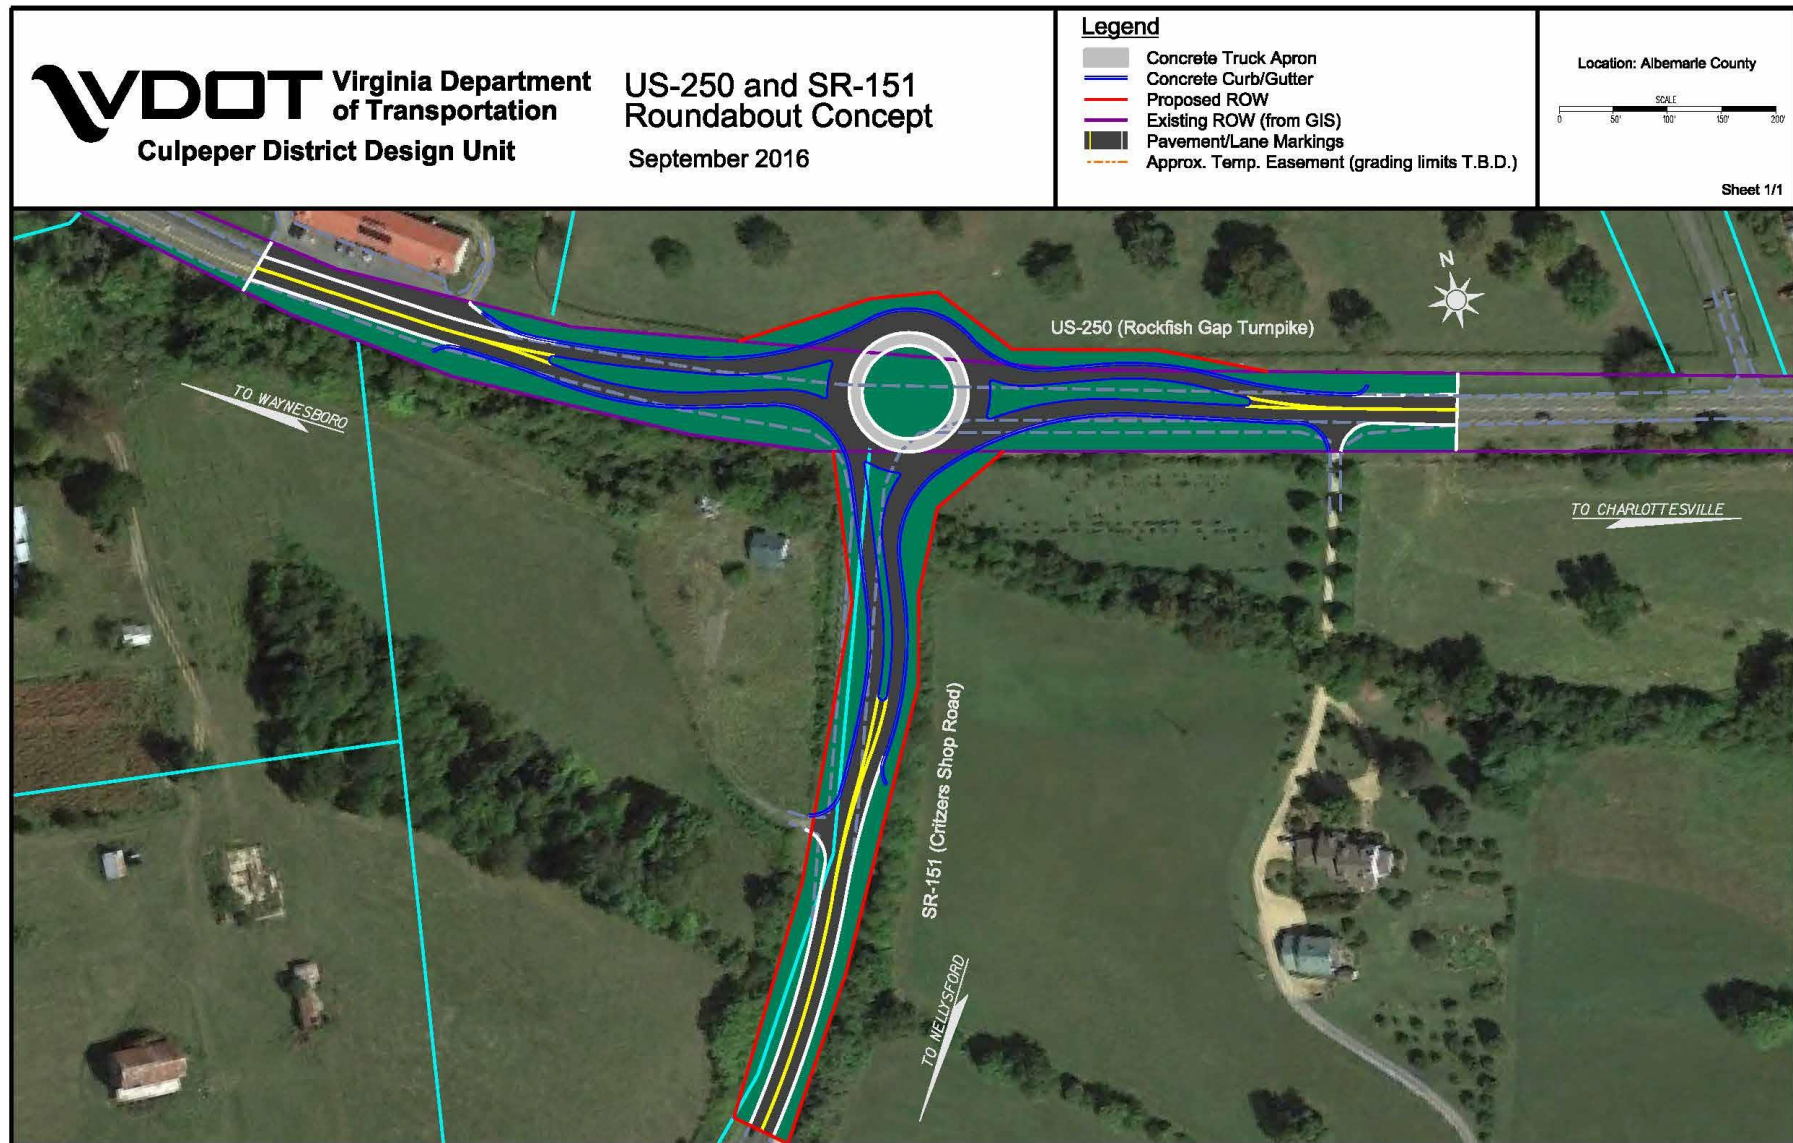 VDOT Virginia Department
of Transportation
Culpeper District Design Unit
US-250 and SR-151
Roundabout Concept
September 2016
Legend
Concrete Truck Apron
Concrete Curb/Gutter
Proposed ROW
Existing ROW (from GIS)
Pavement/Lane Markings
Approx. Temp. Easement (grading limits T.B.D.)
Location: Albemarle County
SCALE
0 50' 100' 150' 200'
Sheet 1/1
N
US-250 (Rockfish Gap Turnpike)
TO WAYNESBORO
TO CHARLOTTESVILLE
SR-151 (Critzers Shop Road)
TO NELLYSFORD